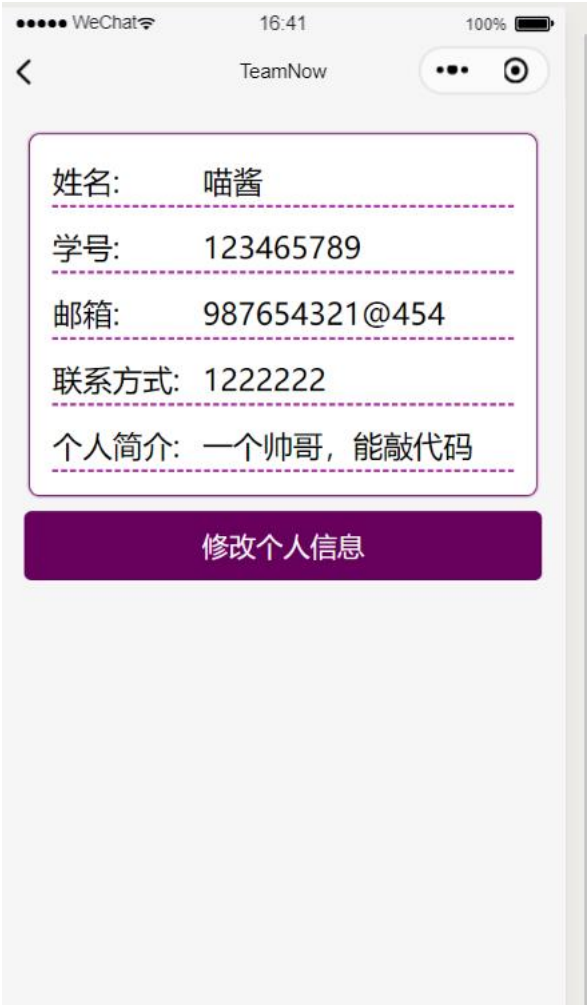 WeChat 16:41 100%
TeamNow
姓名: 喵酱
学号: 123465789
邮箱: 987654321@454
联系方式: 1222222
个人简介: 一个帅哥，能敲代码
修改个人信息